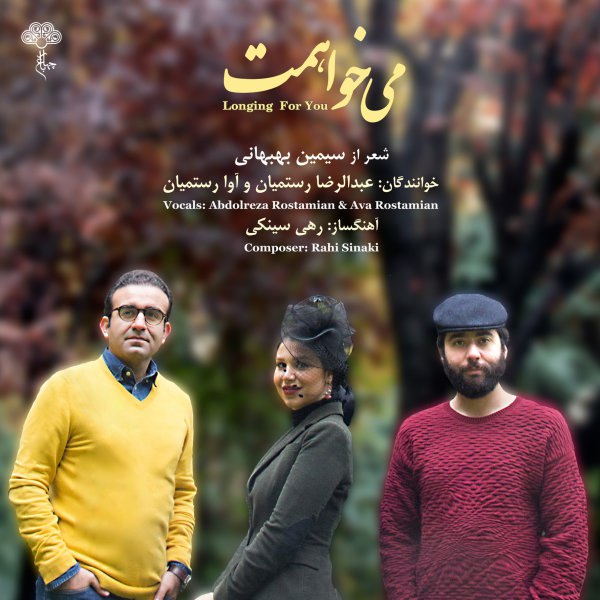 می‌خواهمت
Longing For You
شعر از سیمین بهبهانی
خوانندگان: عبدالرضا رستمیان و آوا رستمیان
Vocals: Abdolreza Rostamian & Ava Rostamian
آهنگساز: رهی سینکی
Composer: Rahi Sinaki